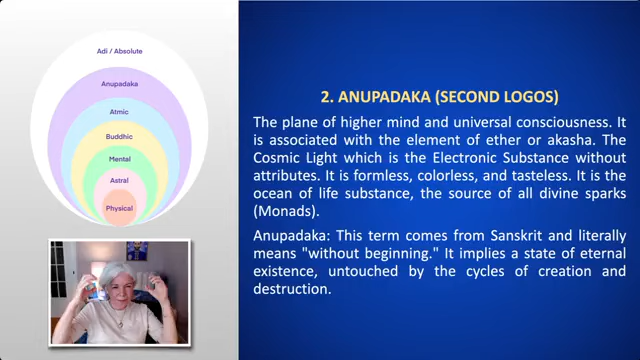 Adi / Absolute
Anupadaka
Atmic
Buddhic
Mental
Astral
Physical
2. ANUPADAKA (SECOND LOGOS)
The plane of higher mind and universal consciousness. It
is associated with the element of ether or akasha. The
Cosmic Light which is the Electronic Substance without
attributes. It is formless, colorless, and tasteless. It is the
ocean of life substance, the source of all divine sparks
(Monads).
Anupadaka: This term comes from Sanskrit and literally
means "without beginning." It implies a state of eternal
existence, untouched by the cycles of creation and
destruction.